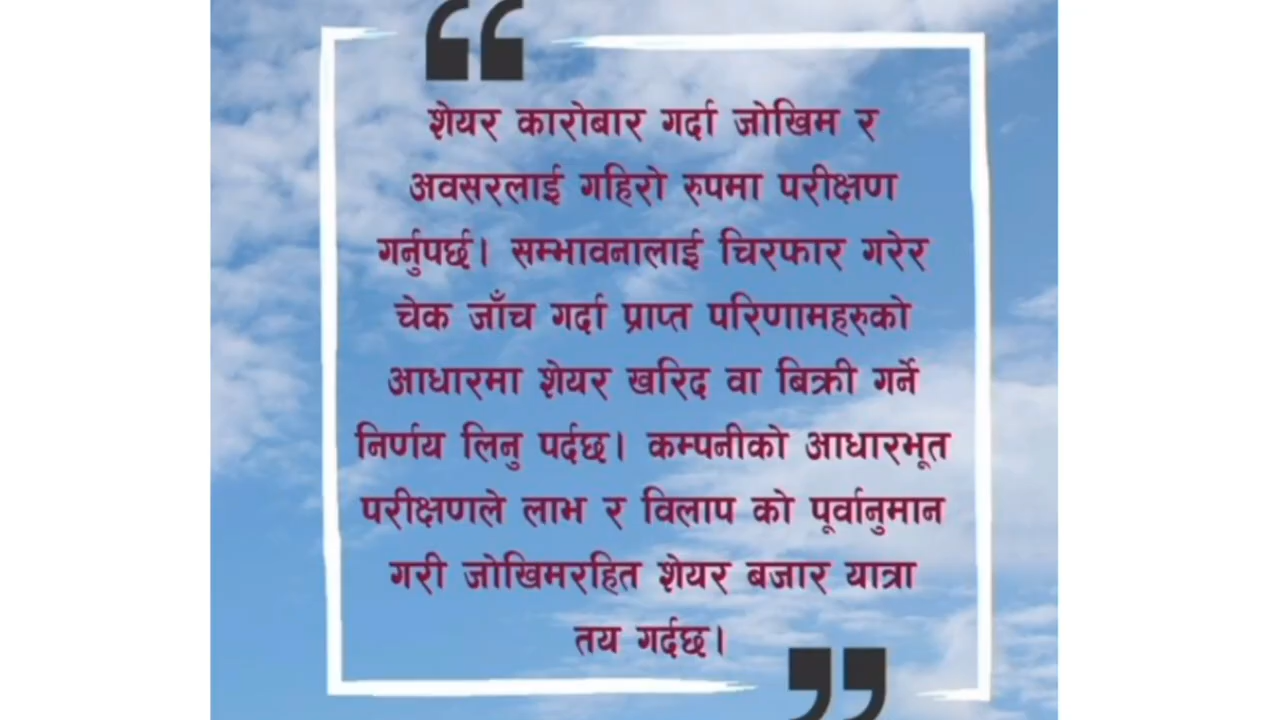 शेयर कारोबार गर्दा जोखिम र
अवसरलाई गहिरो रुपमा परीक्षण
गर्नुपर्छ। सम्भावनालाई चिरफार गरेर
चेक जाँच गर्दा प्राप्त परिणामहरुको
आधारमा शेयर खरिद वा बिक्री गर्ने
निर्णय लिनु पर्दछ। कम्पनीको आधारभूत
परीक्षणले लाभ र विलाप को पूर्वानुमान
गरी जोखिमरहित शेयर बजार यात्रा
तय गर्दछ।